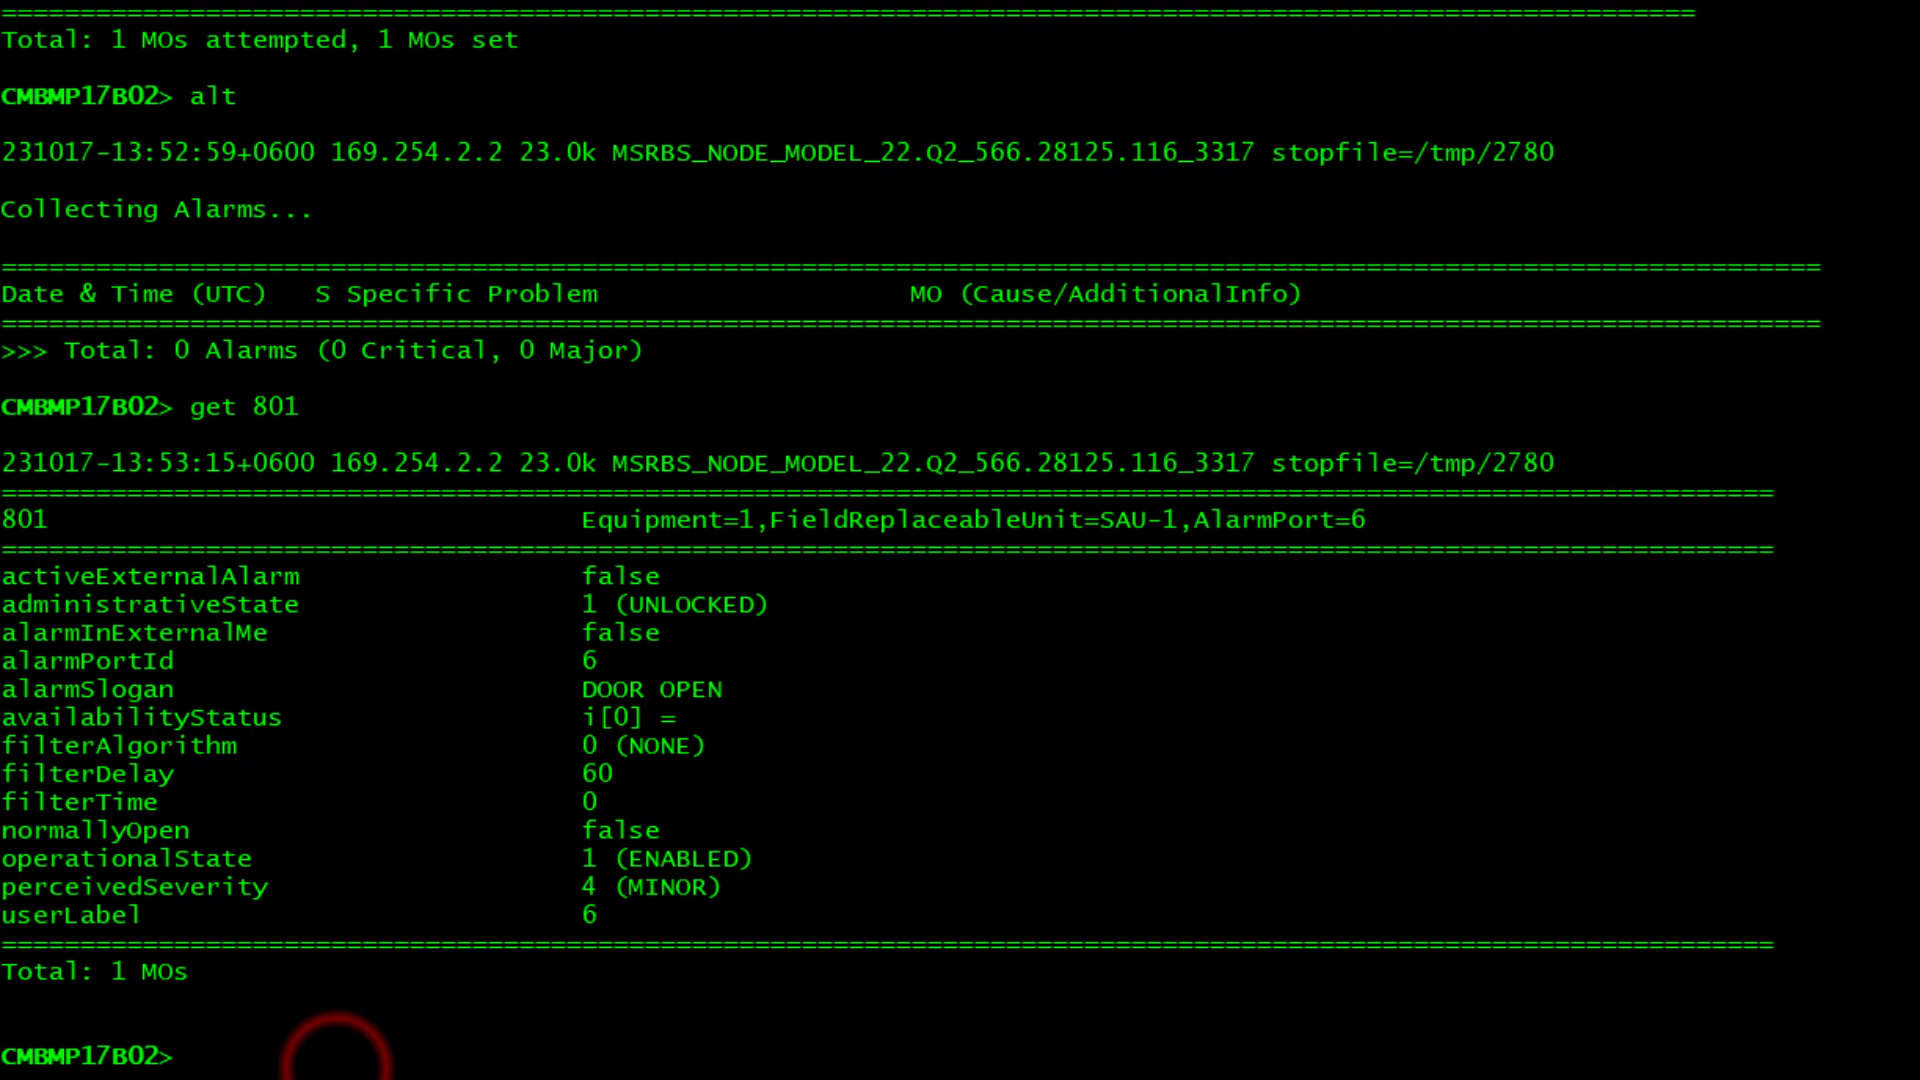 ================================================================================
Total: 1 MOs attempted, 1 MOs set
CMBMP17B02> alt
231017-13:52:59+0600 169.254.2.2 23.0k MSRBS_NODE_MODEL_22.Q2_566.28125.116_3317 stopfile=/tmp/2780
Collecting Alarms...
================================================================================
Date & Time (UTC)   S Specific Problem                    MO (Cause/AdditionalInfo)
================================================================================
>>> Total: 0 Alarms (0 Critical, 0 Major)
CMBMP17B02> get 801
231017-13:53:15+0600 169.254.2.2 23.0k MSRBS_NODE_MODEL_22.Q2_566.28125.116_3317 stopfile=/tmp/2780
================================================================================
801                                  Equipment=1,FieldReplaceableUnit=SAU-1,AlarmPort=6
================================================================================
activeExternalAlarm                  false
administrativeState                  1 (UNLOCKED)
alarmInExternalMe                    false
alarmPortId                          6
alarmSlogan                          DOOR OPEN
availabilityStatus                   i[0] =
filterAlgorithm                      0 (NONE)
filterDelay                          60
filterTime                           0
normallyOpen                         false
operationalState                     1 (ENABLED)
perceivedSeverity                    4 (MINOR)
userLabel                            6
================================================================================
Total: 1 MOs
CMBMP17B02>